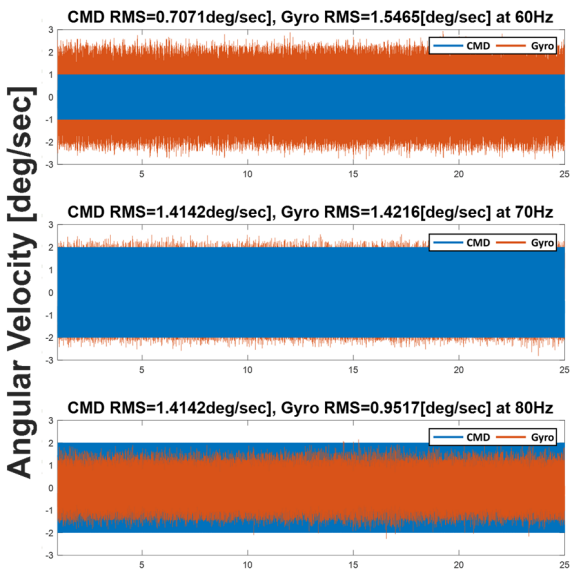 CMD RMS=0.7071deg/sec], Gyro RMS=1.5465[deg/sec] at 60Hz
3
2
1
0
-1
-2
-3
CMD Gyro
5 10 15 20 25
CMD RMS=1.4142deg/sec], Gyro RMS=1.4216[deg/sec] at 70Hz
3
2
1
0
-1
-2
-3
CMD Gyro
5 10 15 20 25
CMD RMS=1.4142deg/sec], Gyro RMS=0.9517[deg/sec] at 80Hz
3
2
1
0
-1
-2
-3
CMD Gyro
5 10 15 20 25
Angular Velocity [deg/sec]